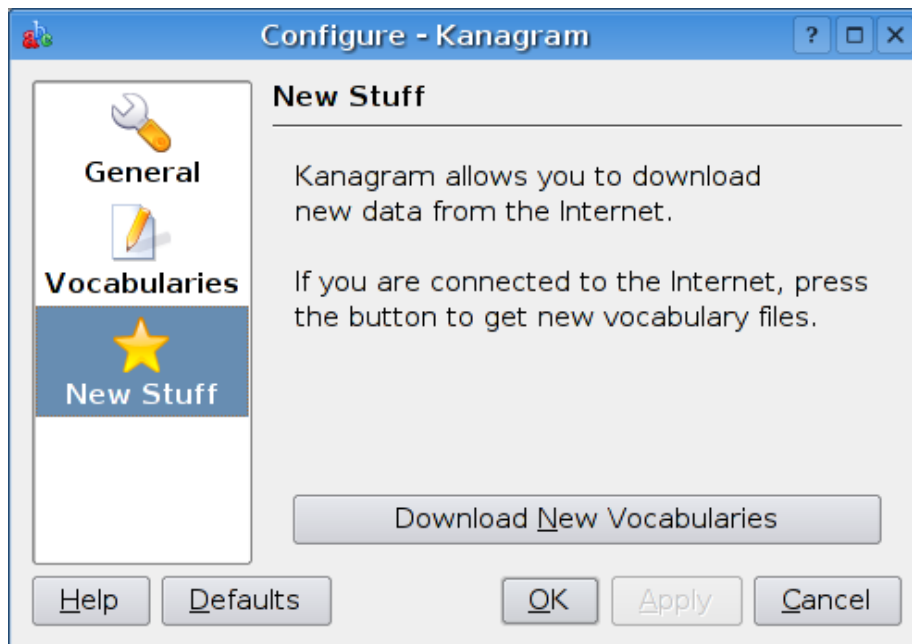 Configure - Kanagram
?
General
Vocabularies
New Stuff
New Stuff
Kanagram allows you to download
new data from the Internet.
If you are connected to the Internet, press
the button to get new vocabulary files.
Download New Vocabularies
Help Defaults OK Apply Cancel